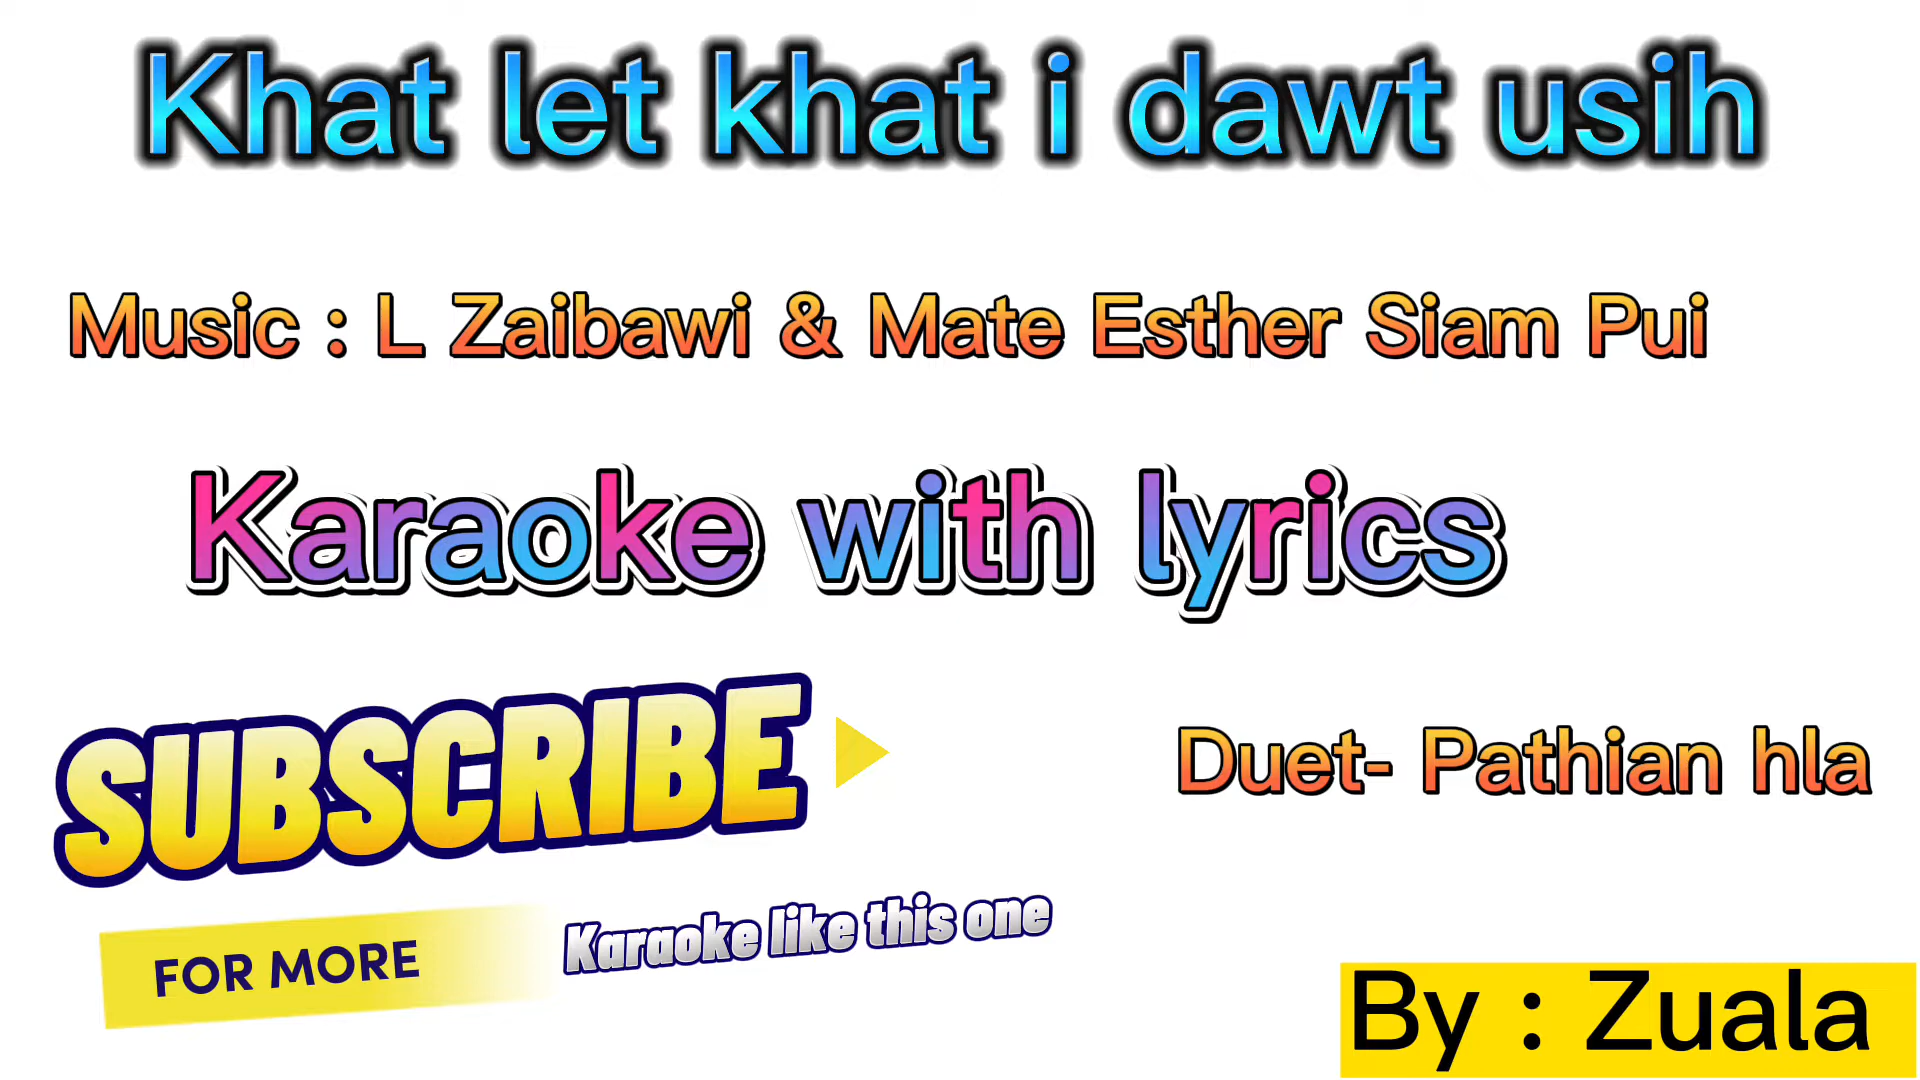 Khat let khat i dawt usih
Music : L Zaibawi & Mate Esther Siam Pui
Karaoke with lyrics
SUBSCRIBE
Duet- Pathian hla
FOR MORE
Karaoke like this one
By : Zuala